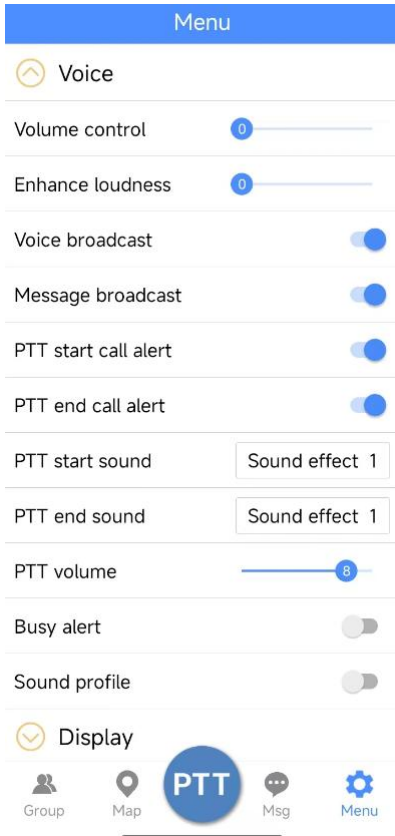 Menu
Voice
Volume control 0
Enhance loudness 0
Voice broadcast
Message broadcast
PTT start call alert
PTT end call alert
PTT start sound Sound effect 1
PTT end sound Sound effect 1
PTT volume 8
Busy alert
Sound profile
Display
PTT
Group Map Msg Menu